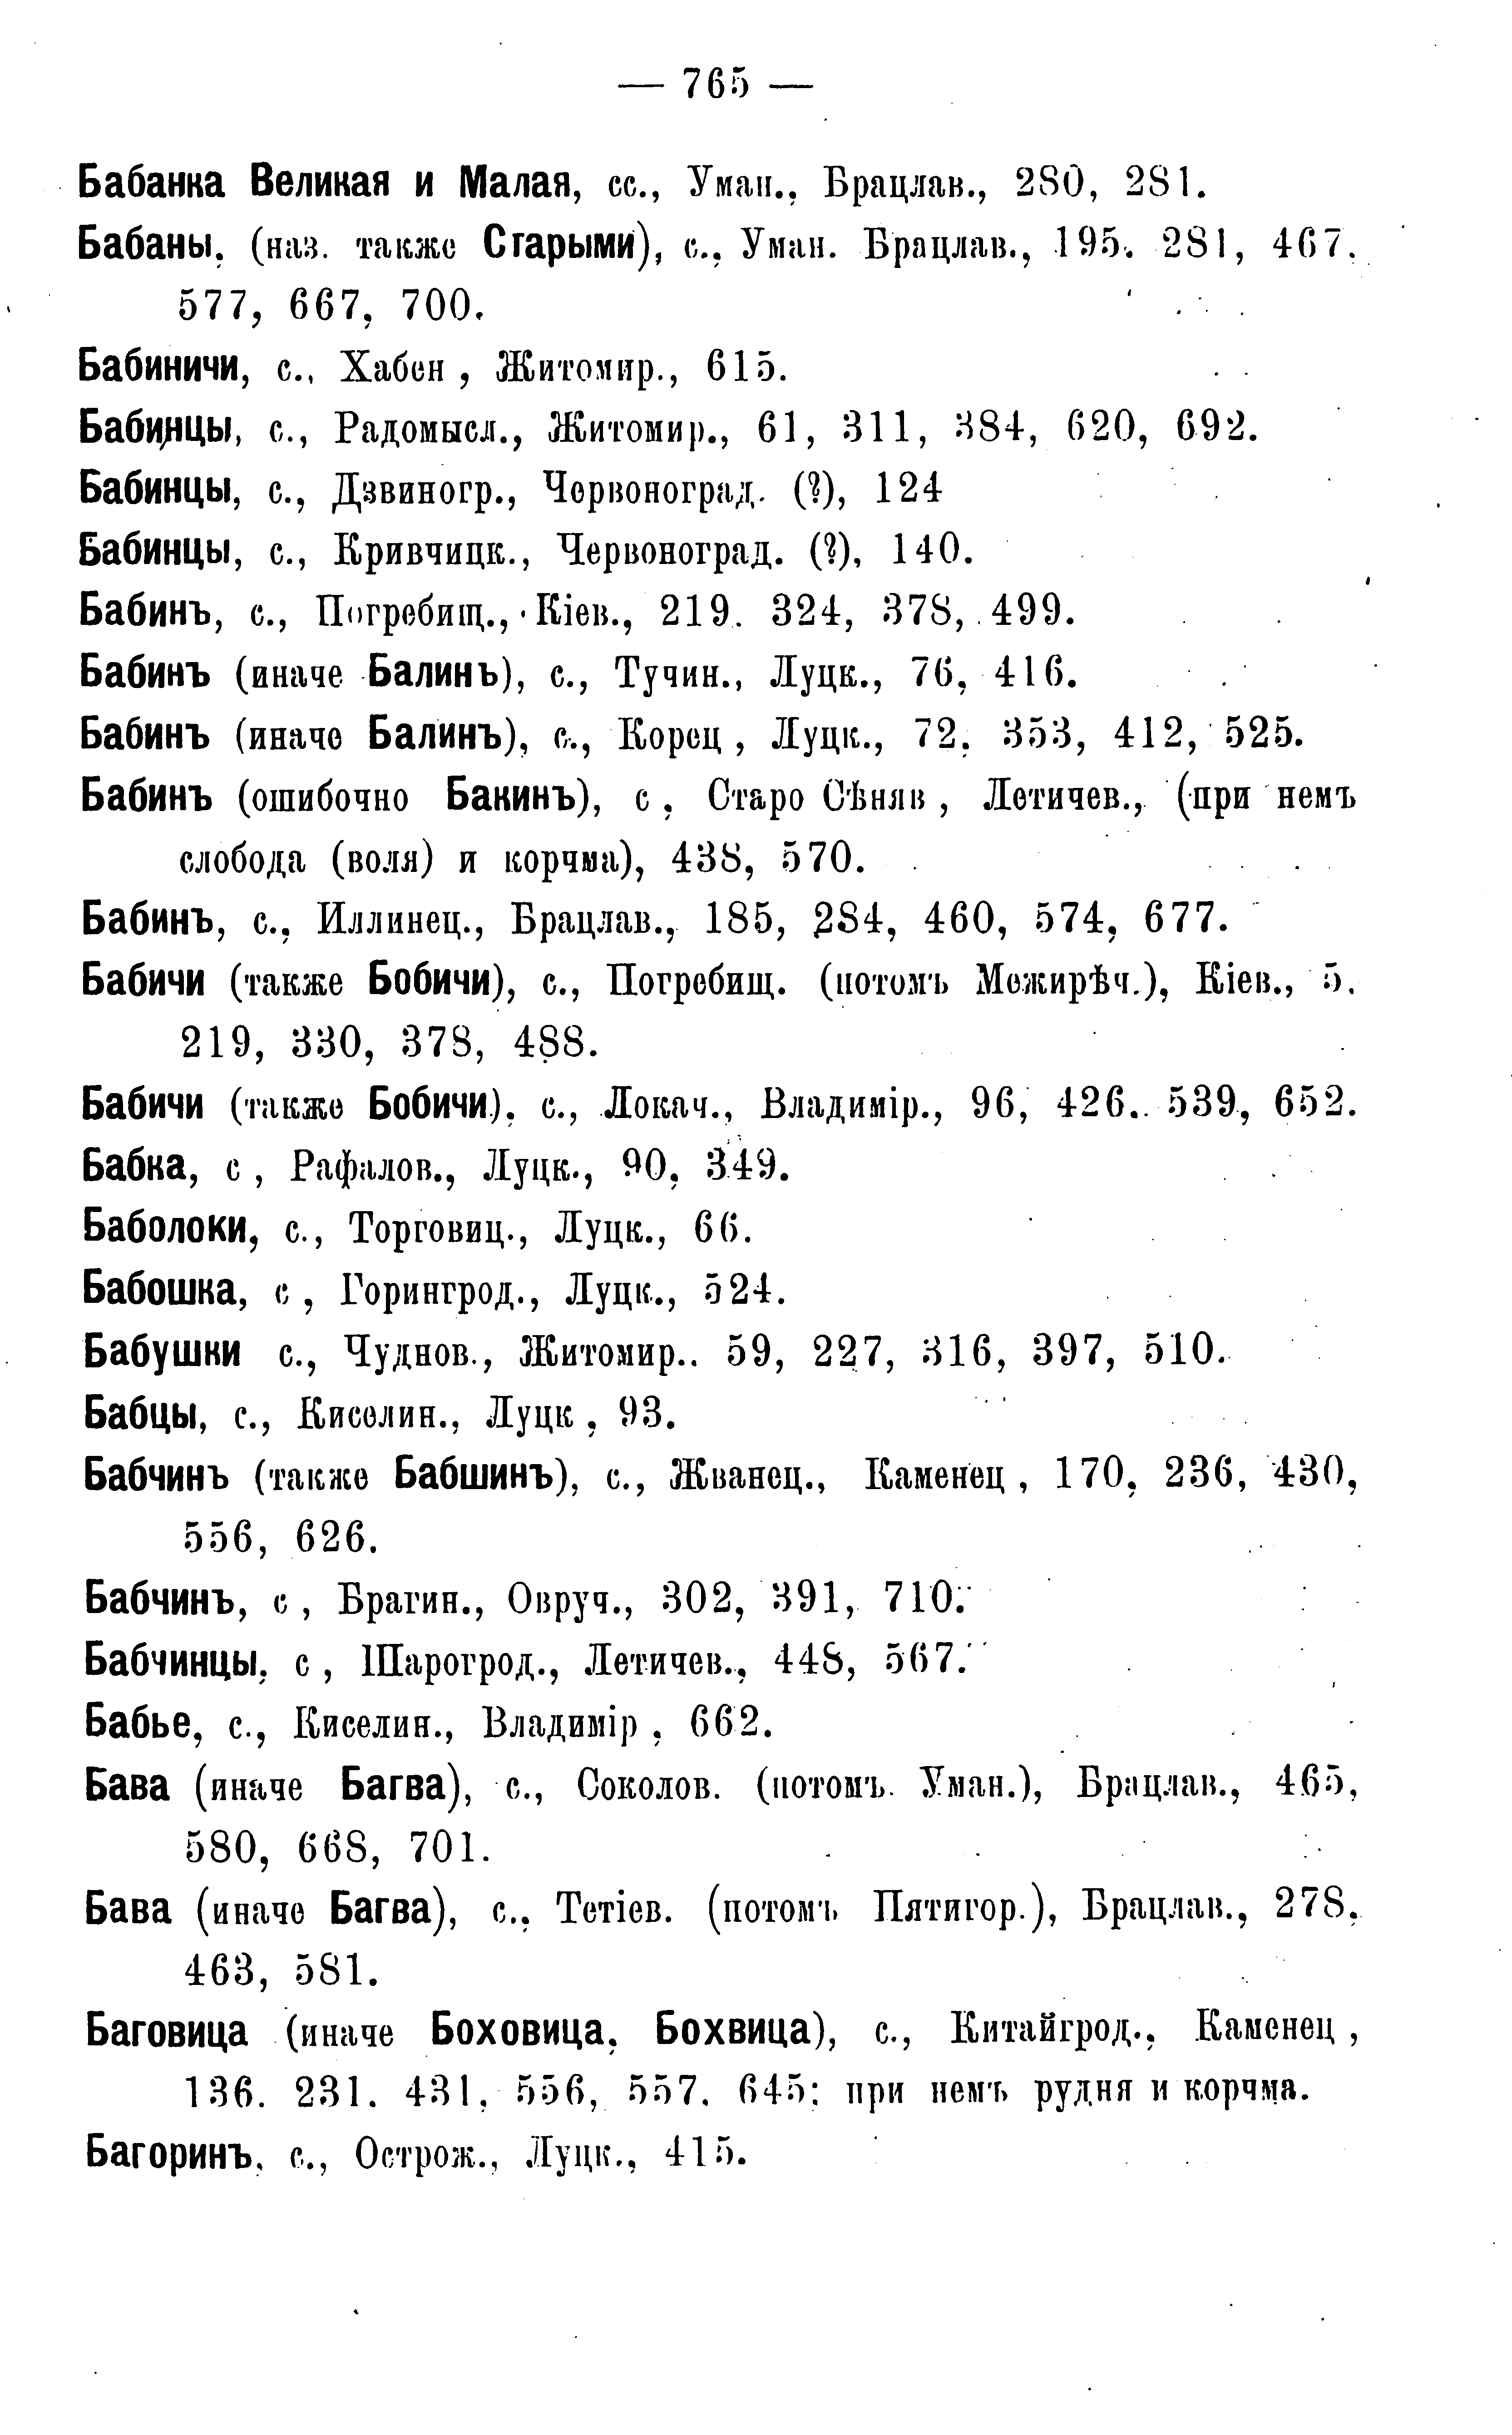 — 765 —
Бабанка Великая и Малая, сс., Уман., Брацлав., 280, 281.
Бабаны, (наз. также Старыми), с., Уман. Брацлав., 195. 281, 467.
577, 667, 700.
Бабиничи, с., Хабен , Житомир., 615.
Бабинцы, с., Радомысл., Житомир., 61, 311, 384, 620, 692.
Бабинцы, с., Дзвиногр., Червоноград. (?), 124
Бабинцы, с., Кривчицк., Червоноград. (?), 140.
Бабинъ, с., Погребищ., Кіев., 219. 324, 378, 499.
Бабинъ (иначе Балинъ), с., Тучин., Луцк., 76, 416.
Бабинъ (иначе Балинъ), с., Корец , Луцк., 72. 353, 412, 525.
Бабинъ (ошибочно Бакинъ), с , Старо Сѣняв , Летичев., (при немъ
слобода (воля) и корчма), 438, 570.
Бабинъ, с., Иллинец., Брацлав., 185, 284, 460, 574, 677.
Бабичи (также Бобичи), с., Погребищ. (потомъ Межирѣч.), Кіев., 5.
219, 330, 378, 488.
Бабичи (также Бобичи), с., Локач., Владимір., 96, 426. 539, 652.
Бабка, с , Рафалов., Луцк., 90, 349.
Баболоки, с., Торговиц., Луцк., 66.
Бабошка, с , Горинград., Луцк., 524.
Бабушки с., Чуднов., Житомир.. 59, 227, 316, 397, 510.
Бабцы, с., Киселин., Луцк , 93.
Бабчинъ (также Бабшинъ), с., Жванец., Каменец , 170, 236, 430,
556, 626.
Бабчинъ, с , Брагин., Овруч., 302, 391, 710.
Бабчинцы, с , Шарогрод., Летичев., 448, 567.
Бабье, с., Киселин., Владимір , 662.
Бава (иначе Багва), с., Соколов. (потомъ. Уман.), Брацлав., 465,
580, 668, 701.
Бава (иначе Багва), с., Тетіев. (потомъ Пятигор.), Брацлав., 278.
463, 581.
Баговица (иначе Боховица, Бохвица), с., Китайгрод., Каменец ,
136. 231. 431, 556, 557. 645; при немъ рудня и корчма.
Багоринъ, с., Острож., Луцк., 415.